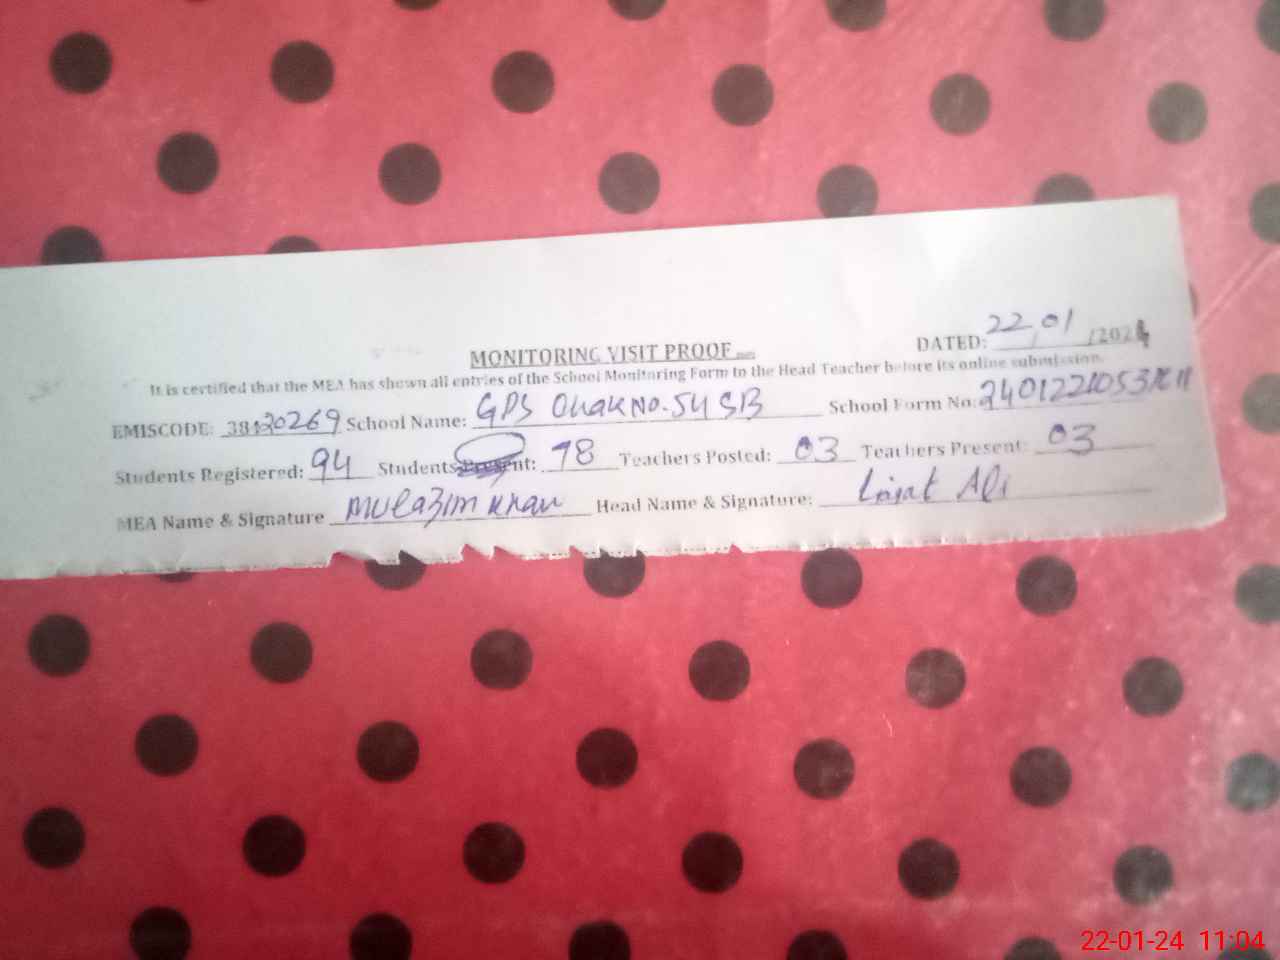 MONITORING VISIT PROOF
DATED: 22/01/2024
It is certified that the MEA has shown all entries of the School Monitoring Form to the Head Teacher before its online submission.
EMISCODE: 38120269 School Name: GPS Chak No. 54 SB School Form No:
Students Registered: 94 Students Present: 78 Teachers Posted: 03 Teachers Present: 03
MEA Name & Signature Mulazim Khan Head Name & Signature: Liaqat Ali
22-01-24 11:04